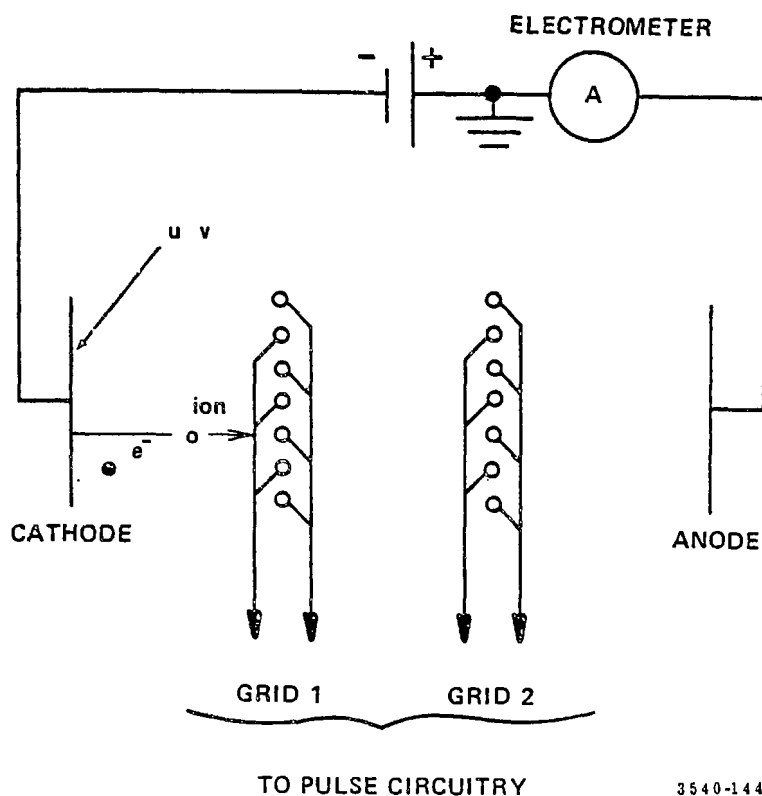 ELECTROMETER
- +
A
u v
ion
e⁻
CATHODE
ANODE
GRID 1 GRID 2
TO PULSE CIRCUITRY
3540-144